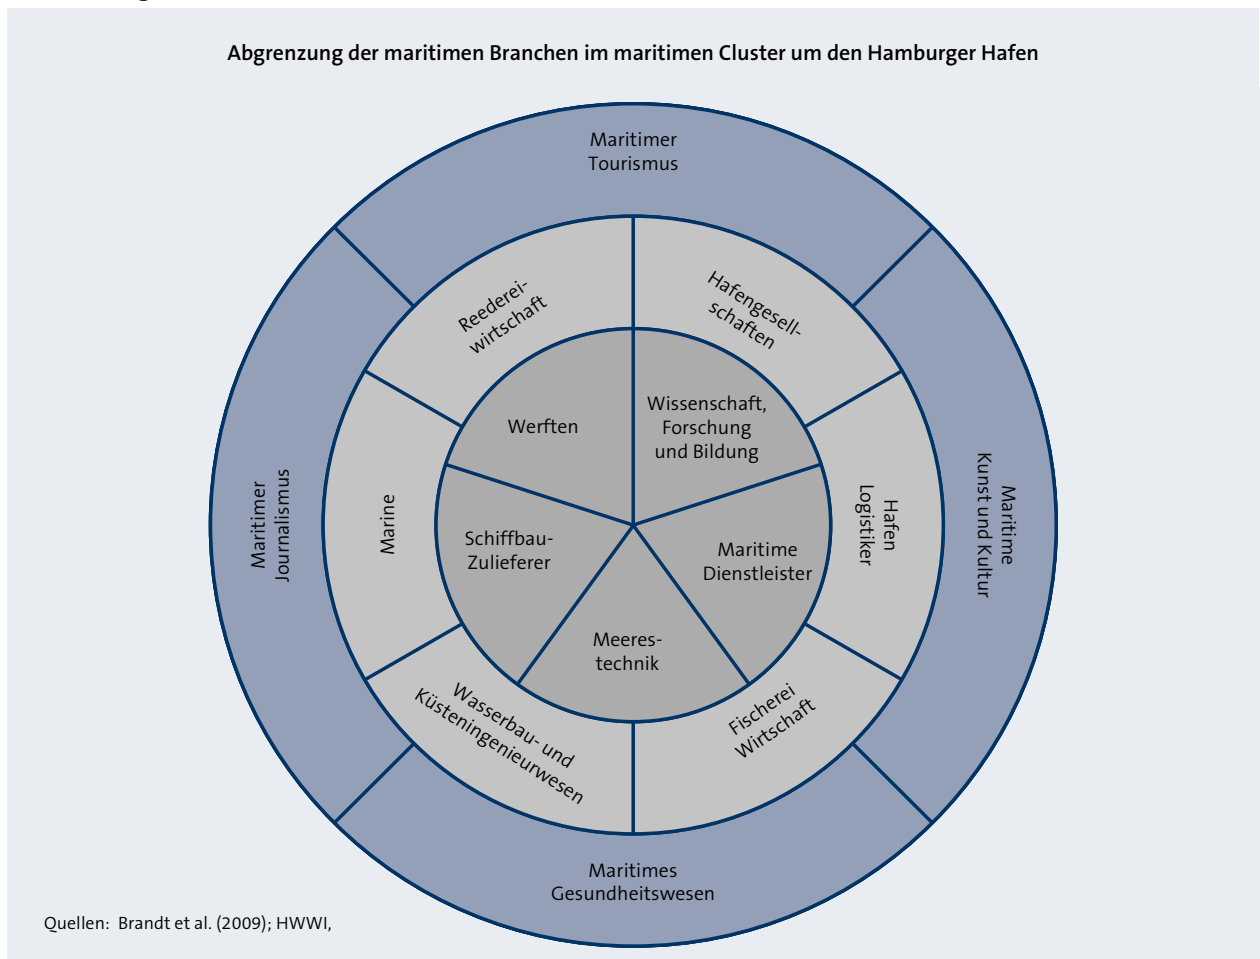 Abgrenzung der maritimen Branchen im maritimen Cluster um den Hamburger Hafen
Maritimer
Tourismus
Reederei-
wirtschaft
Hafengesell-
schaften
Werften
Wissenschaft,
Forschung
und Bildung
Maritimer
Journalismus
Marine
Schiffbau-
Zulieferer
Maritime
Dienstleister
Hafen
Logistiker
Maritime
Kunst und Kultur
Meeres-
technik
Wasserbau- und
Küsteningenieurwesen
Fischerei
Wirtschaft
Maritimes
Gesundheitswesen
Quellen: Brandt et al. (2009); HWWI,